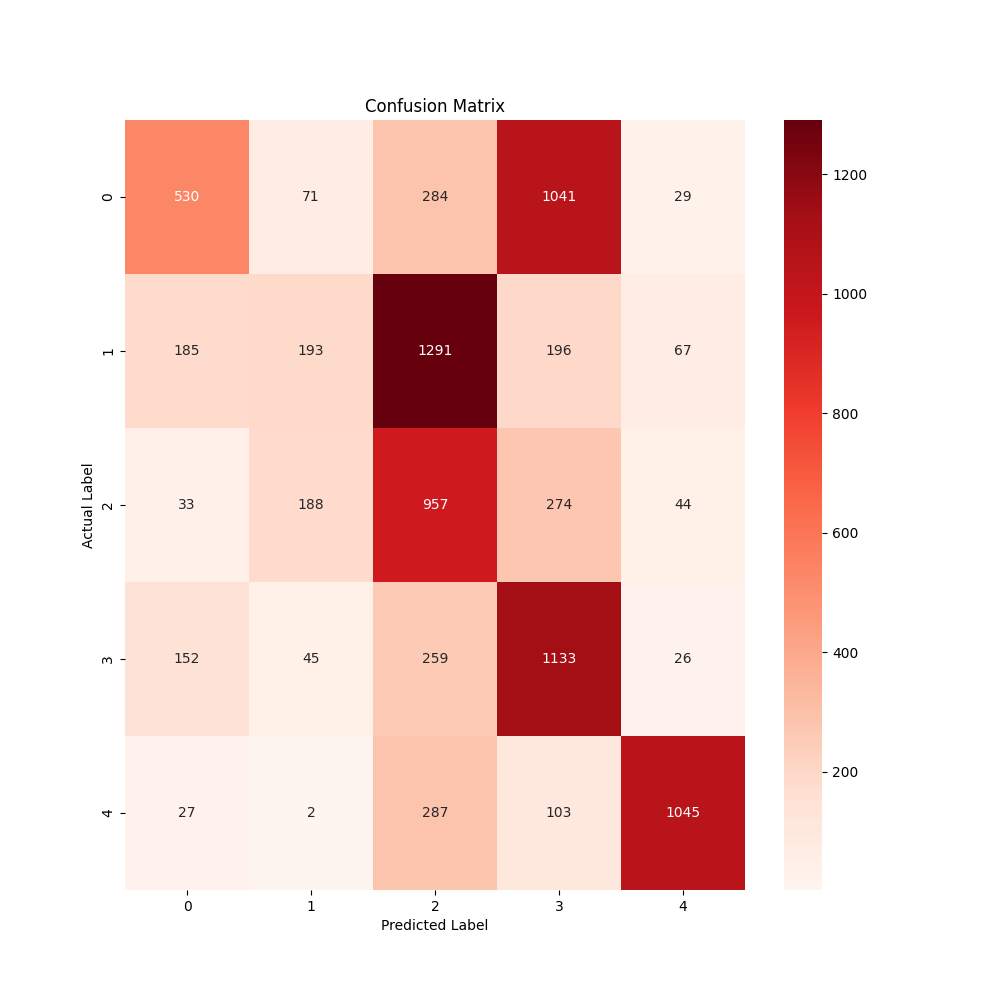 Confusion Matrix
0 530 71 284 1041 29
1 185 193 1291 196 67
2 33 188 957 274 44
3 152 45 259 1133 26
4 27 2 287 103 1045
0 1 2 3 4
Predicted Label
Actual Label
1200
1000
800
600
400
200